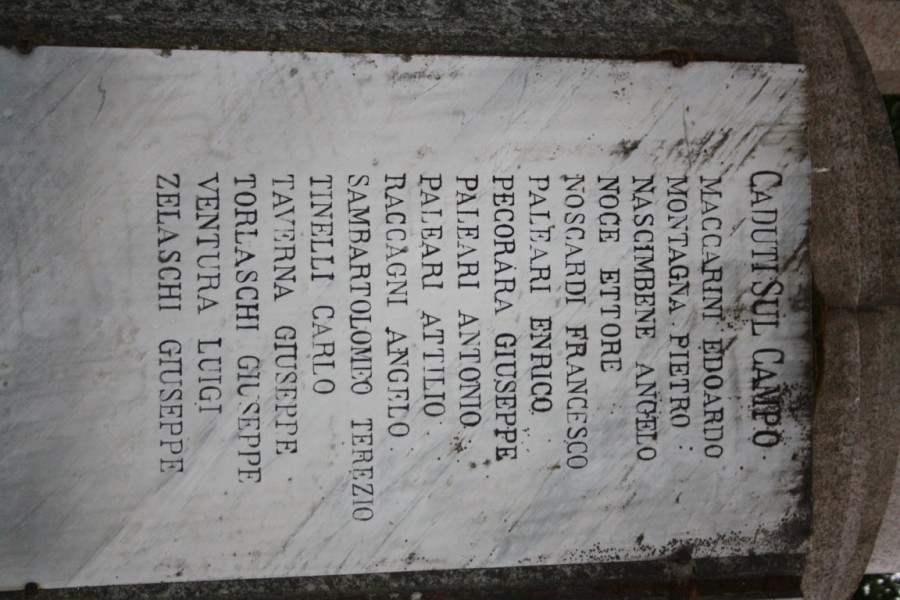 CADUTI SUL CAMPO
MACCARINI EDOARDO
MONTAGNA PIETRO
NASCIMBENE ANGELO
NOCE ETTORE
NOSCARDI FRANCESCO
PALEARI ENRICO
PECORARA GIUSEPPE
PALEARI ANTONIO
PALEARI ATTILIO
RACCAGNI ANGELO
SAMBARTOLOMEO TEREZIO
TINELLI CARLO
TAVERNA GIUSEPPE
TORLASCHI GIUSEPPE
VENTURA LUIGI
ZELASCHI GIUSEPPE